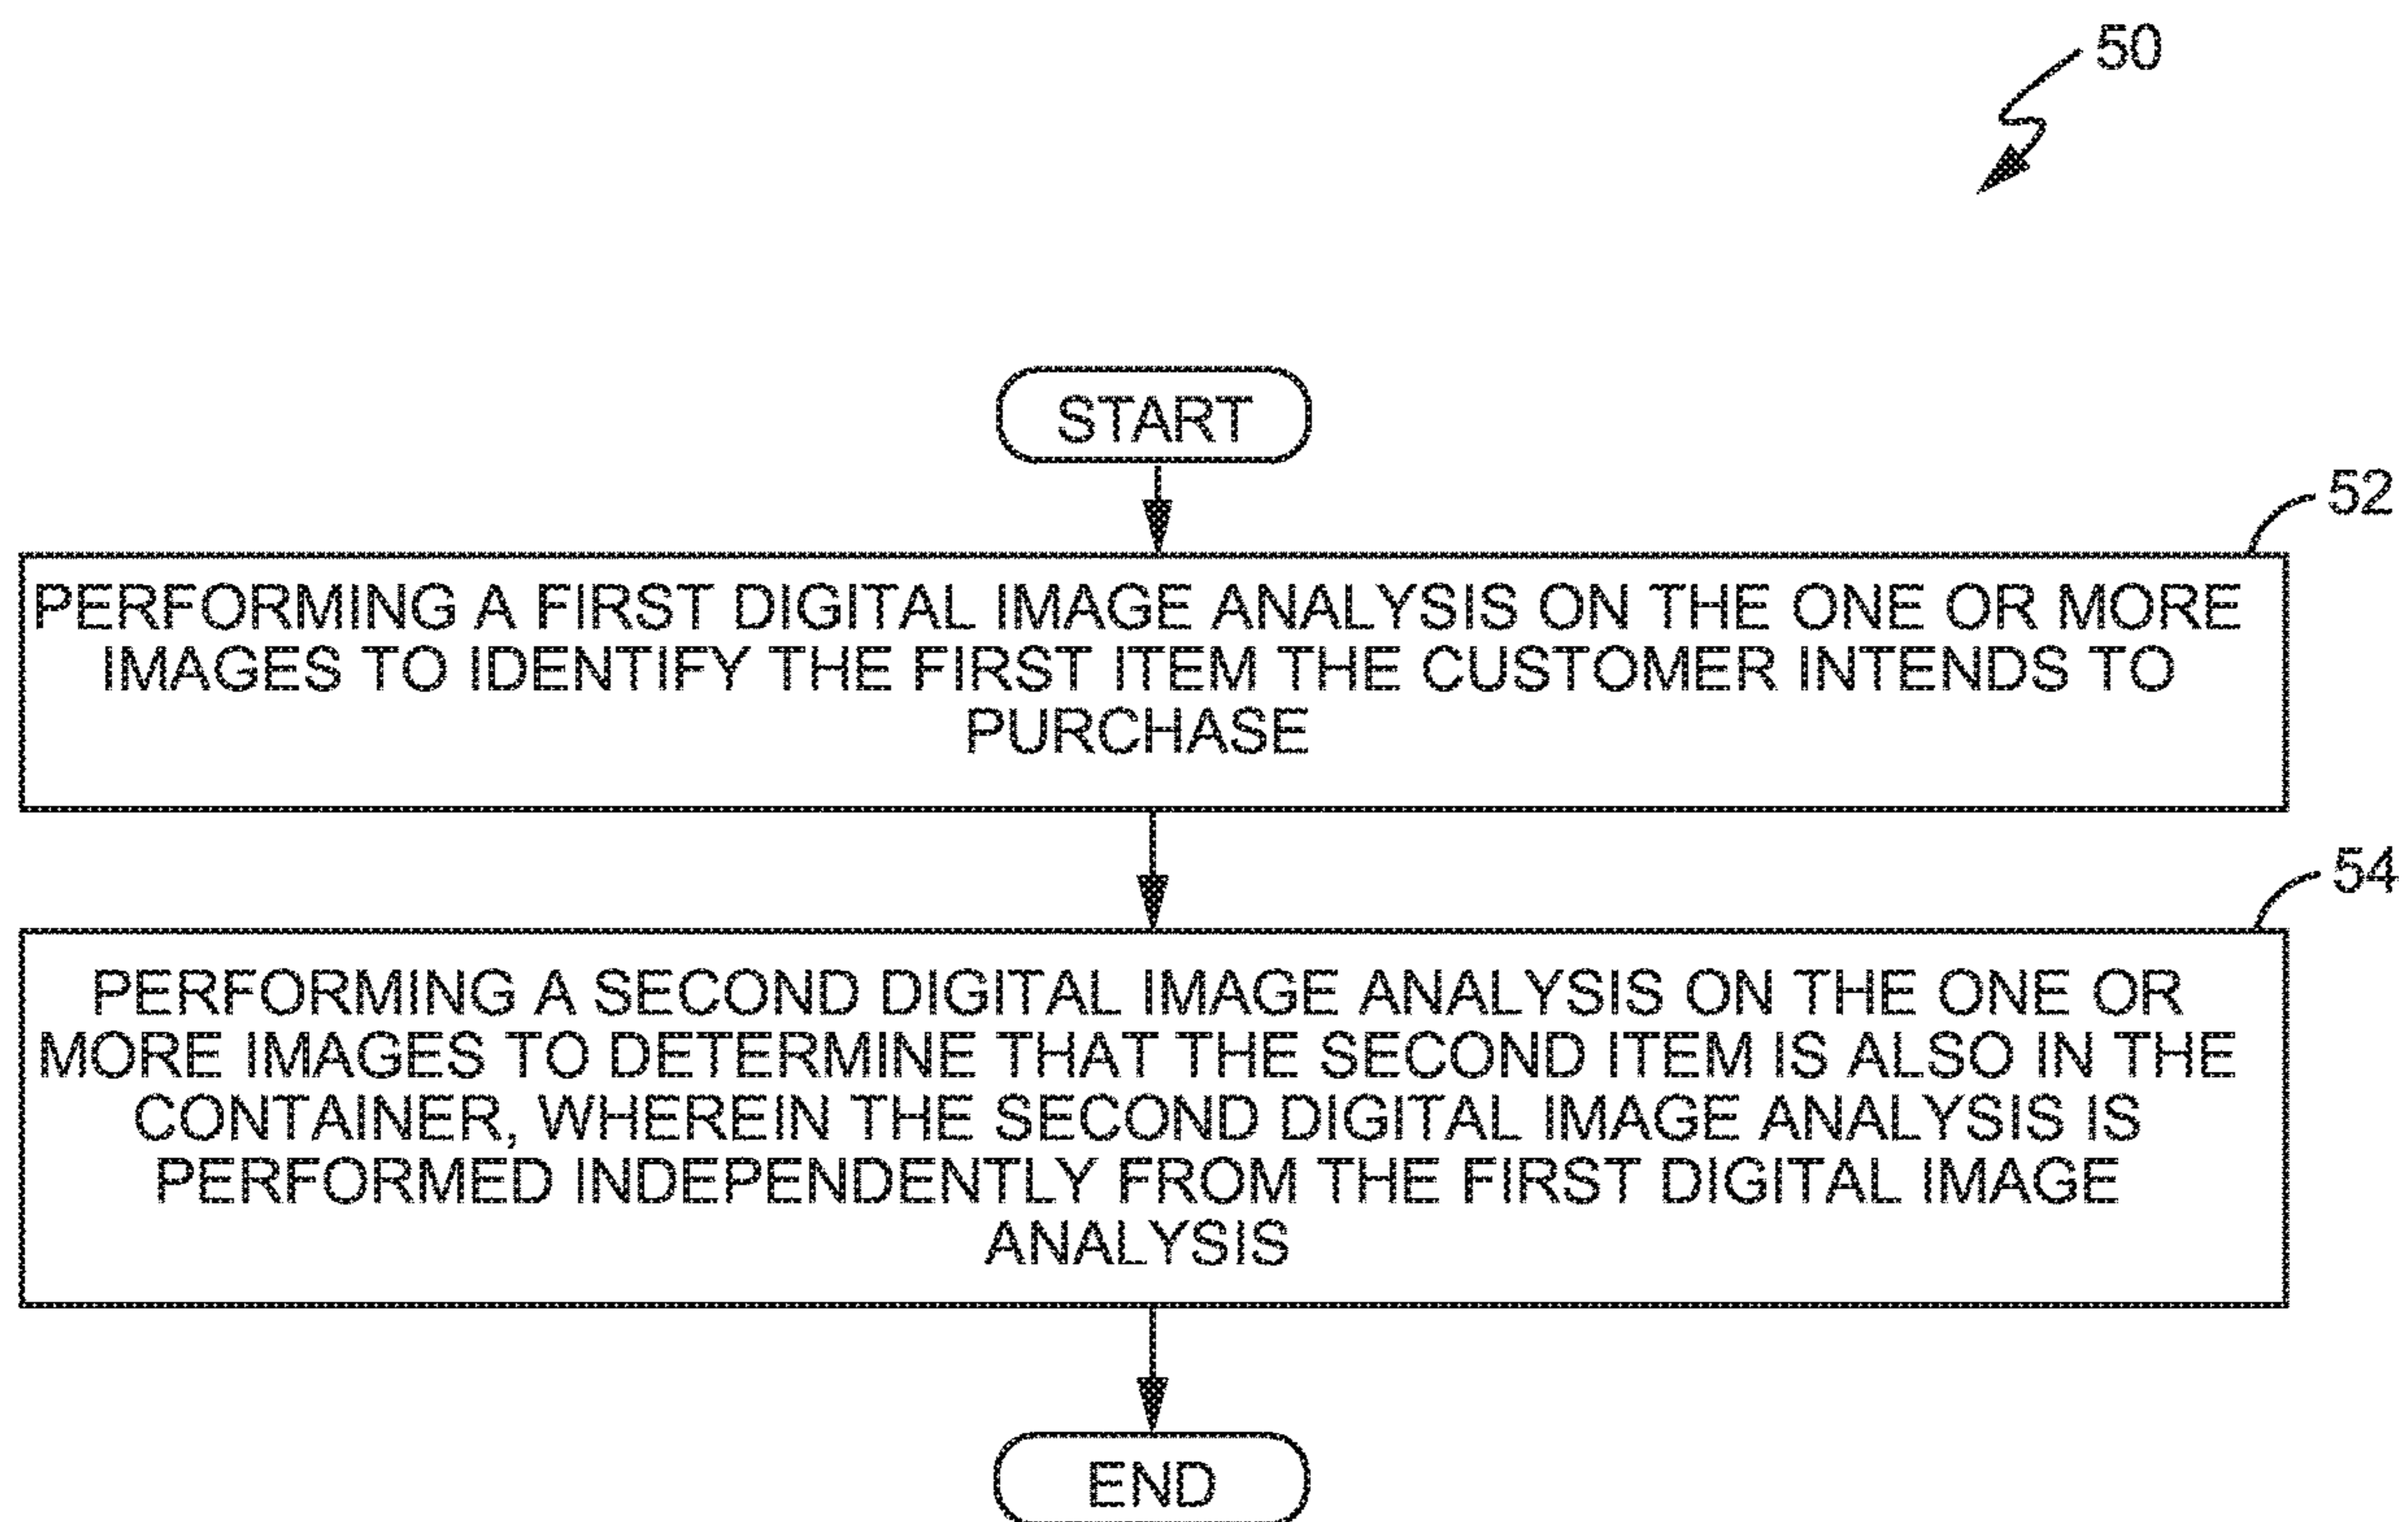 50
START
52
PERFORMING A FIRST DIGITAL IMAGE ANALYSIS ON THE ONE OR MORE
IMAGES TO IDENTIFY THE FIRST ITEM THE CUSTOMER INTENDS TO
PURCHASE
54
PERFORMING A SECOND DIGITAL IMAGE ANALYSIS ON THE ONE OR
MORE IMAGES TO DETERMINE THAT THE SECOND ITEM IS ALSO IN THE
CONTAINER, WHEREIN THE SECOND DIGITAL IMAGE ANALYSIS IS
PERFORMED INDEPENDENTLY FROM THE FIRST DIGITAL IMAGE
ANALYSIS
END